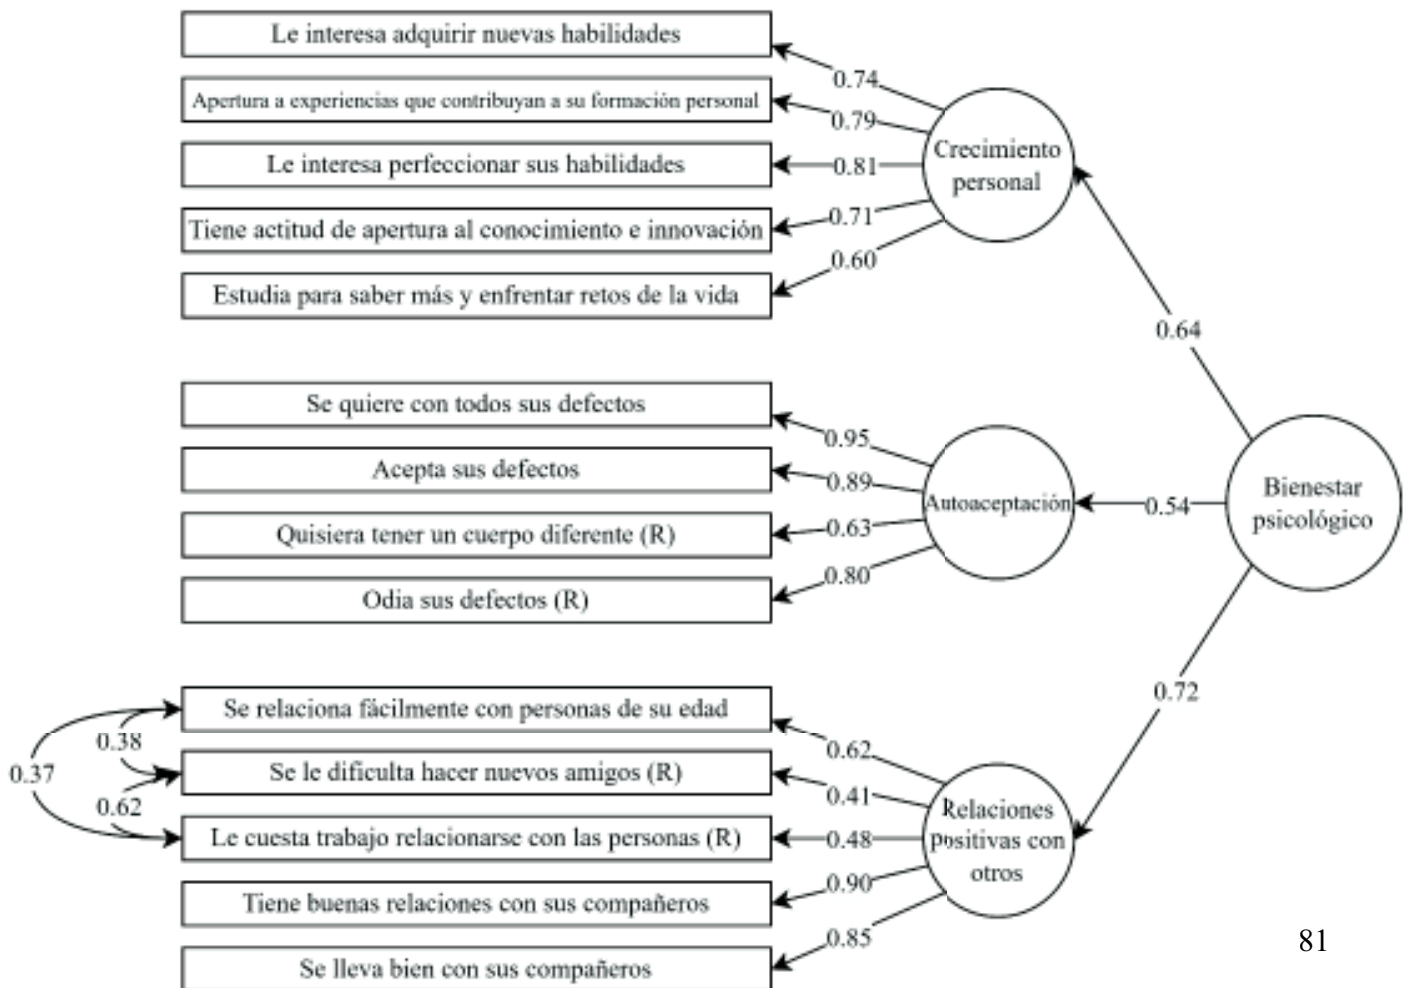 Le interesa adquirir nuevas habilidades
0.74
Apertura a experiencias que contribuyan a su formación personal
0.79
Crecimiento
personal
Le interesa perfeccionar sus habilidades
0.81
Tiene actitud de apertura al conocimiento e innovación
0.71
0.60
Estudia para saber más y enfrentar retos de la vida
0.64
Se quiere con todos sus defectos
0.95
Acepta sus defectos
0.89
Autoaceptación
0.54
Bienestar
psicológico
Quisiera tener un cuerpo diferente (R)
0.63
0.80
Odia sus defectos (R)
0.72
Se relaciona fácilmente con personas de su edad
0.62
0.38
0.37
Se le dificulta hacer nuevos amigos (R)
0.41
0.62
Relaciones
positivas con
otros
Le cuesta trabajo relacionarse con las personas (R)
0.48
0.90
Tiene buenas relaciones con sus compañeros
0.85
Se lleva bien con sus compañeros
81